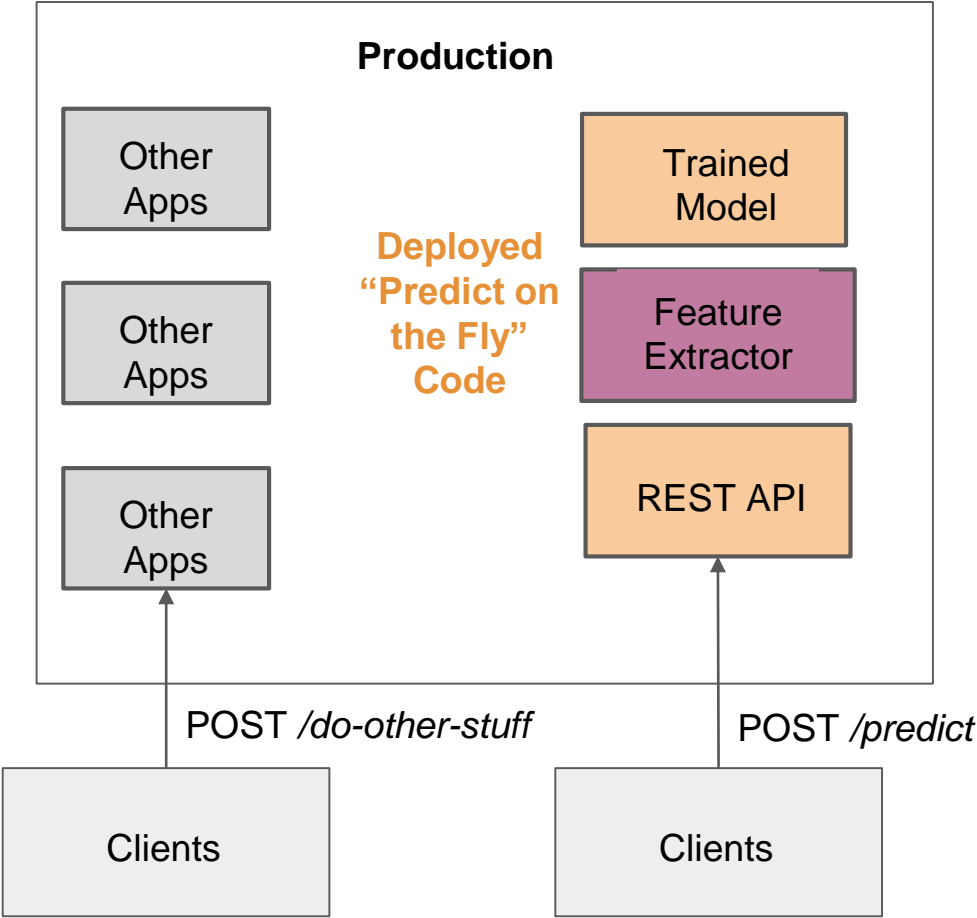 Production
Other
Apps
Other
Apps
Other
Apps
Deployed
“Predict on
the Fly”
Code
Trained
Model
Feature
Extractor
REST API
POST /do-other-stuff
POST /predict
Clients
Clients